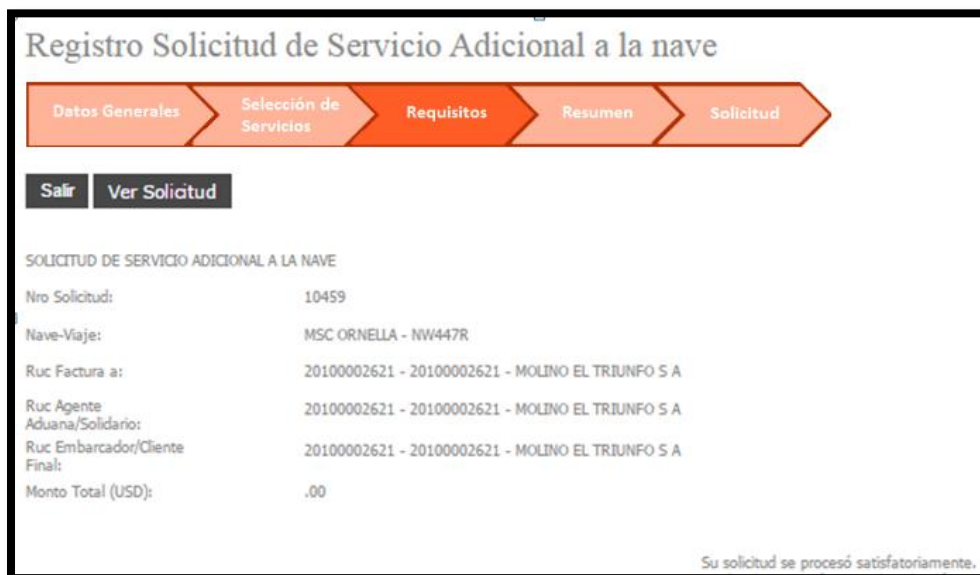 Registro Solicitud de Servicio Adicional a la nave
Datos Generales
Selección de
Servicios
Requisitos
Resumen
Solicitud
Salir
Ver Solicitud
SOLICITUD DE SERVICIO ADICIONAL A LA NAVE
Nro Solicitud: 10459
Nave-Viaje: MSC ORNELLA - NW447R
Ruc Factura a: 20100002621 - 20100002621 - MOLINO EL TRIUNFO S A
Ruc Agente
Aduana/Solidario: 20100002621 - 20100002621 - MOLINO EL TRIUNFO S A
Ruc Embarcador/Cliente
Final: 20100002621 - 20100002621 - MOLINO EL TRIUNFO S A
Monto Total (USD): .00
Su solicitud se procesó satisfactoriamente.